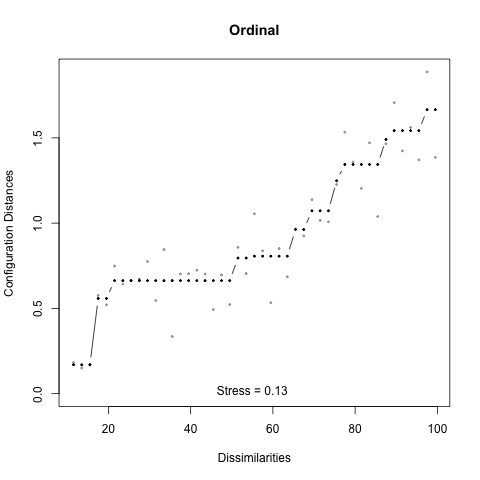 Ordinal
Configuration Distances
1.5
1.0
0.5
0.0
Stress = 0.13
20 40 60 80 100
Dissimilarities